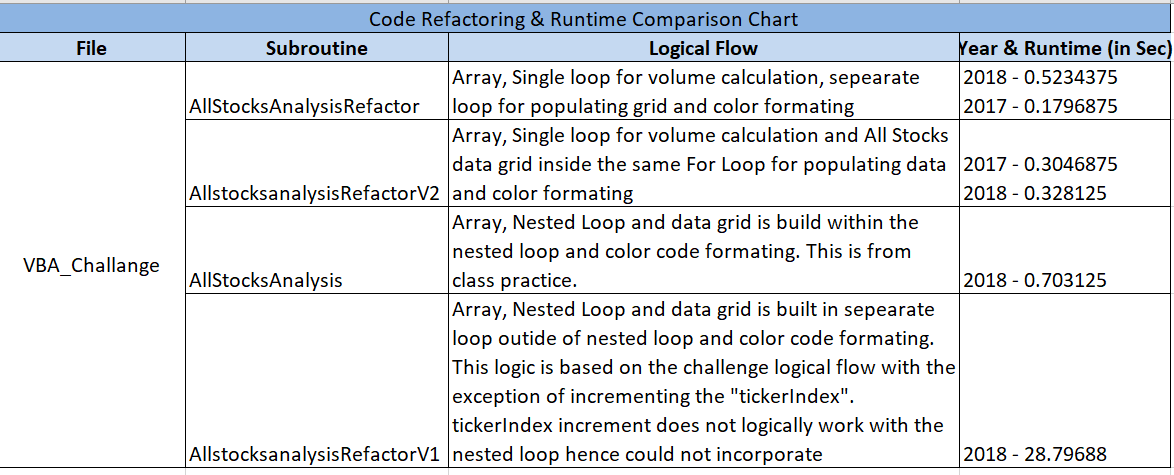 Code Refactoring & Runtime Comparison Chart
File Subroutine Logical Flow Year & Runtime (in Sec)
VBA_Challange
AllStocksAnalysisRefactor
Array, Single loop for volume calculation, sepearate
loop for populating grid and color formating
2018 - 0.5234375
2017 - 0.1796875
AllstocksanalysisRefactorV2
Array, Single loop for volume calculation and All Stocks
data grid inside the same For Loop for populating data
and color formating
2017 - 0.3046875
2018 - 0.328125
AllStocksAnalysis
Array, Nested Loop and data grid is build within the
nested loop and color code formating. This is from
class practice.
2018 - 0.703125
AllstocksanalysisRefactorV1
Array, Nested Loop and data grid is built in sepearate
loop outide of nested loop and color code formating.
This logic is based on the challenge logical flow with the
exception of incrementing the "tickerIndex".
tickerIndex increment does not logically work with the
nested loop hence could not incorporate
2018 - 28.79688